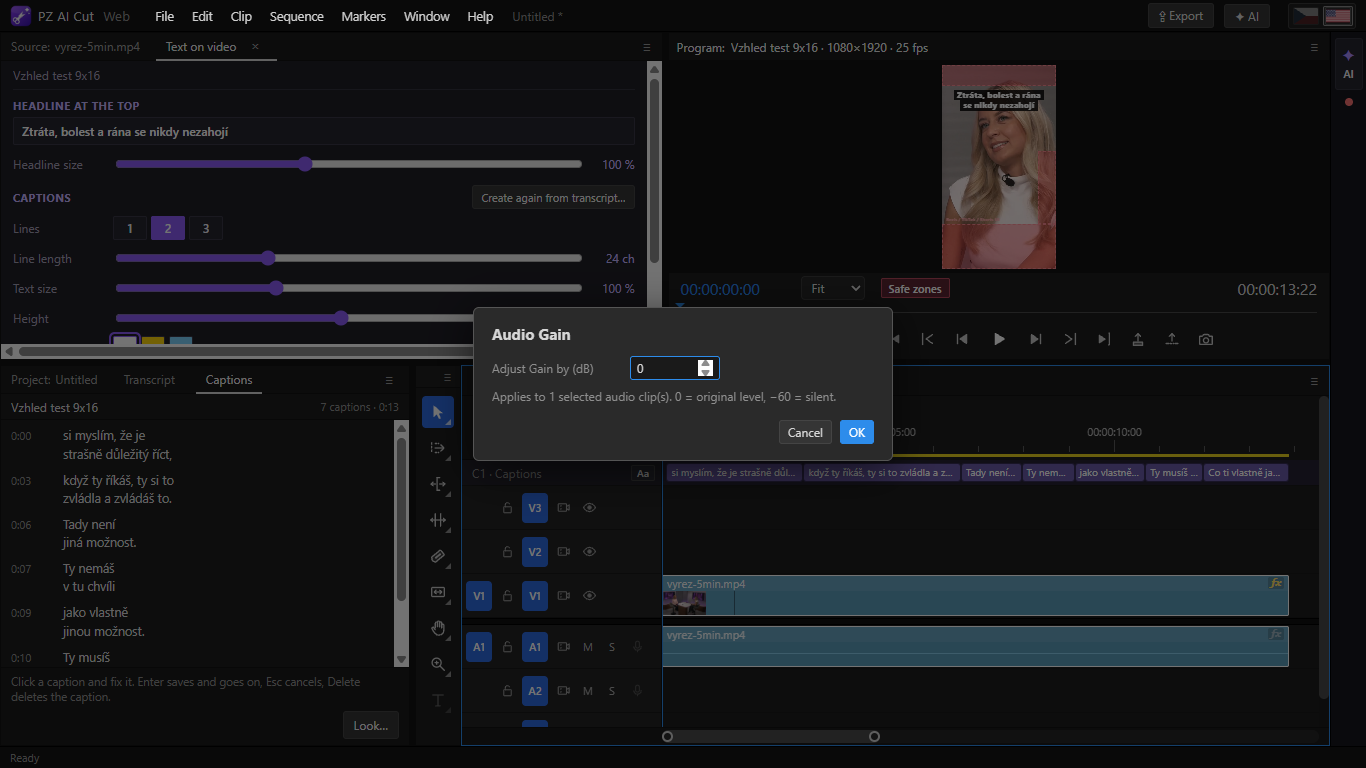 PZ AI Cut Web File Edit Clip Sequence Markers Window Help Untitled * Export AI
Source: vyrez-5min.mp4 Text on video ×
Vzhled test 9x16
HEADLINE AT THE TOP
Ztráta, bolest a rána se nikdy nezahojí
Headline size 100 %
CAPTIONS Create again from transcript...
Lines 1 2 3
Line length 24 ch
Text size 100 %
Height
Program: Vzhled test 9x16 · 1080×1920 · 25 fps
Ztráta, bolest a rána
se nikdy nezahojí
00:00:00:00 Fit Safe zones 00:00:13:22
AI
Audio Gain
Adjust Gain by (dB) 0
Applies to 1 selected audio clip(s). 0 = original level, −60 = silent.
Cancel OK
Project: Untitled Transcript Captions
Vzhled test 9x16 7 captions · 0:13
0:00 si myslím, že je
strašně důležitý říct,
0:03 když ty říkáš, ty si to
zvládla a zvládáš to.
0:06 Tady není
jiná možnost.
0:07 Ty nemáš
v tu chvíli
0:09 jako vlastně
jinou možnost.
0:10 Ty musíš
Click a caption and fix it. Enter saves and goes on, Esc cancels, Delete
deletes the caption.
Look...
05:00 00:00:10:00
C1 · Captions Aa si myslím, že je strašně důl... když ty říkáš, ty si to zvládla a z... Tady není... Ty nem... jako vlastně... Ty musíš ... Co ti vlastně ja...
V3
V2
V1 V1 vyrez-5min.mp4 fx
A1 A1 M S vyrez-5min.mp4 fx
A2 M S
Ready